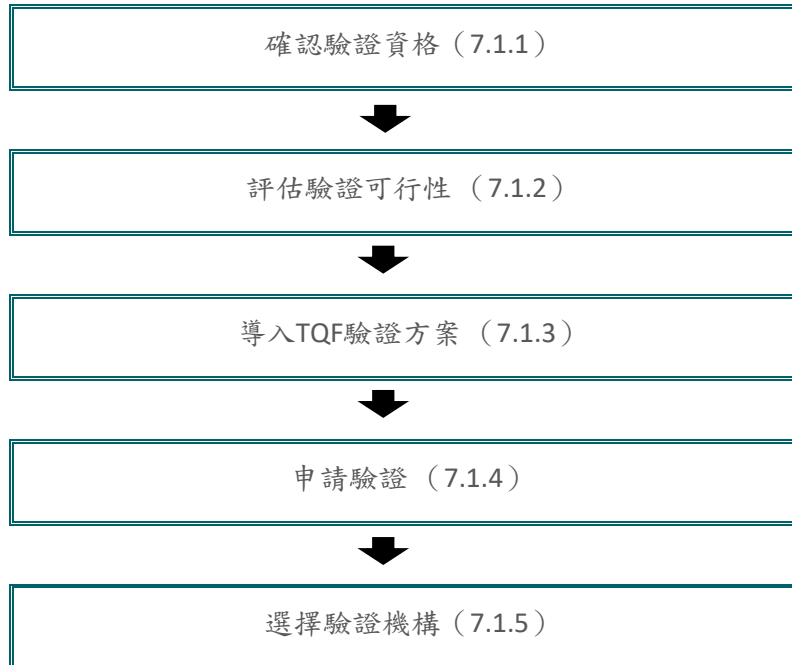 確認驗證資格（7.1.1）
評估驗證可行性 （7.1.2）
導入TQF驗證方案 （7.1.3）
申請驗證 （7.1.4）
選擇驗證機構（7.1.5）